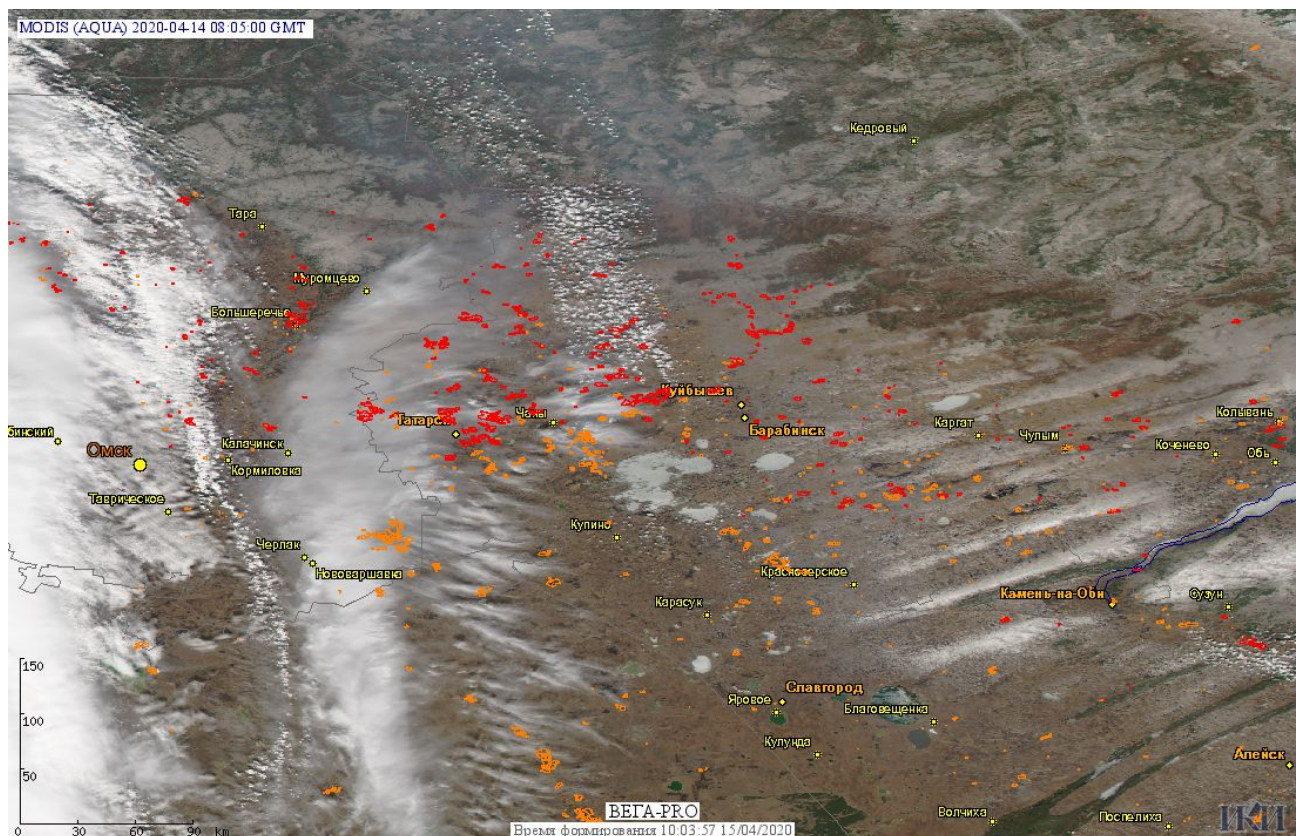 MODIS (AQUA) 2020-04-14 08:05:00 GMT
Кедровый
Тара
Муромцево
Большеречье
Куйбышев
Татарск
Чаны
Барабинск
Каргат
Чулым
Колывань
Коченево
Обь
бинский
Омск
Калачинск
Кормиловка
Таврическое
Купино
Черлак
Нововаршавка
Краснозерское
Карасук
Камень-на-Оби
Сузун
150
100
50
0 30 60 90 km
Славгород
Яровое
Благовещенка
Кулунда
Алейск
Волчиха
Поспелиха
ВЕГА-PRO
Время формирования 10:03:57 15/04/2020
ИКИ